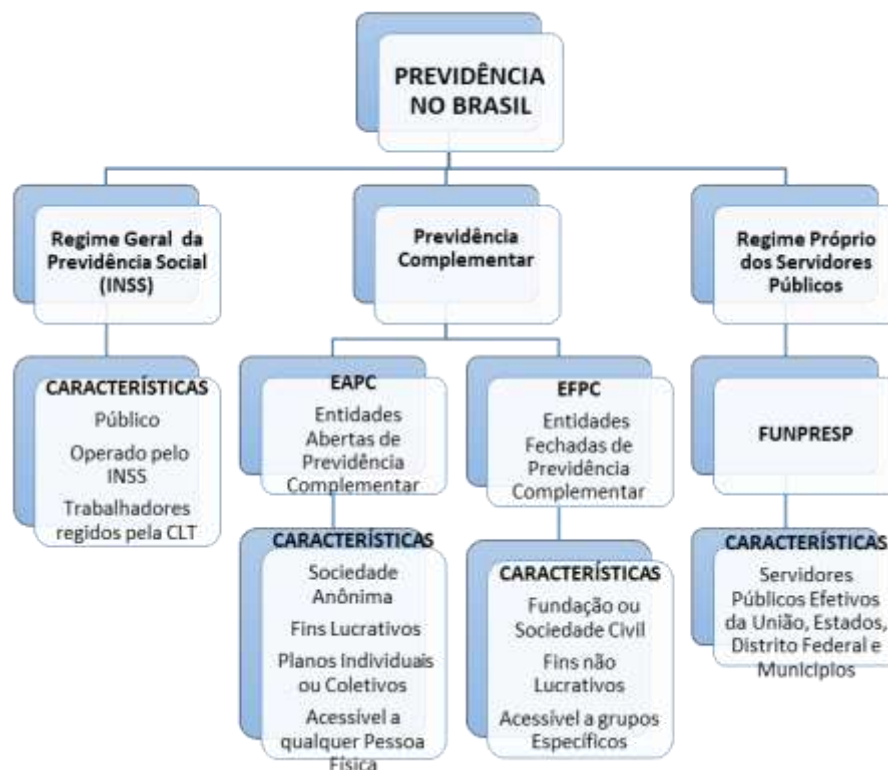 PREVIDÊNCIA
NO BRASIL
Regime Geral da
Previdência Social
(INSS)
Previdência
Complementar
Regime Próprio
dos Servidores
Públicos
CARACTERÍSTICAS
Público
Operado pelo
INSS
Trabalhadores
regidos pela CLT
EAPC
Entidades
Abertas de
Previdência
Complementar
EFPC
Entidades
Fechadas de
Previdência
Complementar
FUNPRESP
CARACTERÍSTICAS
Sociedade
Anônima
Fins Lucrativos
Planos Individuais
ou Coletivos
Acessível a
qualquer Pessoa
Física
CARACTERÍSTICAS
Fundação ou
Sociedade Civil
Fins não
Lucrativos
Acessível a grupos
Específicos
CARACTERÍSTICAS
Servidores
Públicos Efetivos
da União, Estados,
Distrito Federal e
Municípios